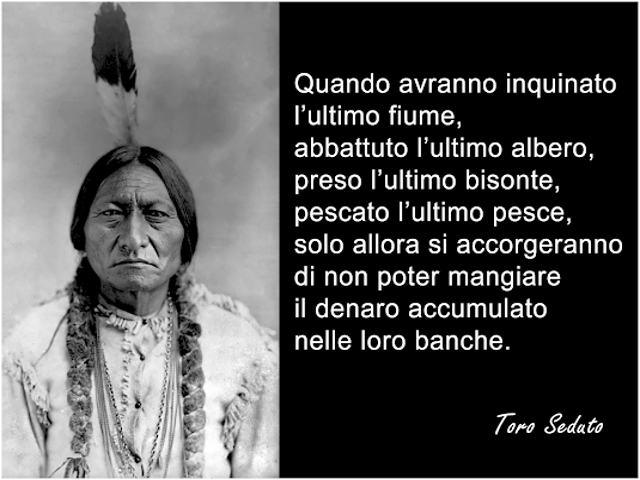 Quando avranno inquinato
l'ultimo fiume,
abbattuto l'ultimo albero,
preso l'ultimo bisonte,
pescato l'ultimo pesce,
solo allora si accorgeranno
di non poter mangiare
il denaro accumulato
nelle loro banche.
Toro Seduto